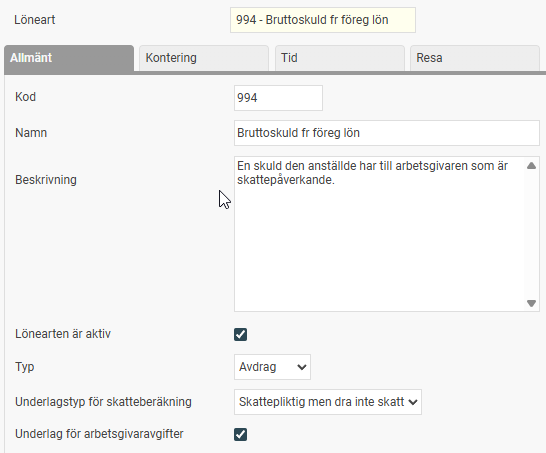 Löneart 994 - Bruttoskuld fr föreg lön
Allmänt Kontering Tid Resa
Kod 994
Namn Bruttoskuld fr föreg lön
Beskrivning En skuld den anställde har till arbetsgivaren som är
skattepåverkande.
Lönearten är aktiv
Typ Avdrag
Underlagstyp för skatteberäkning Skattepliktig men dra inte skatt
Underlag för arbetsgivaravgifter